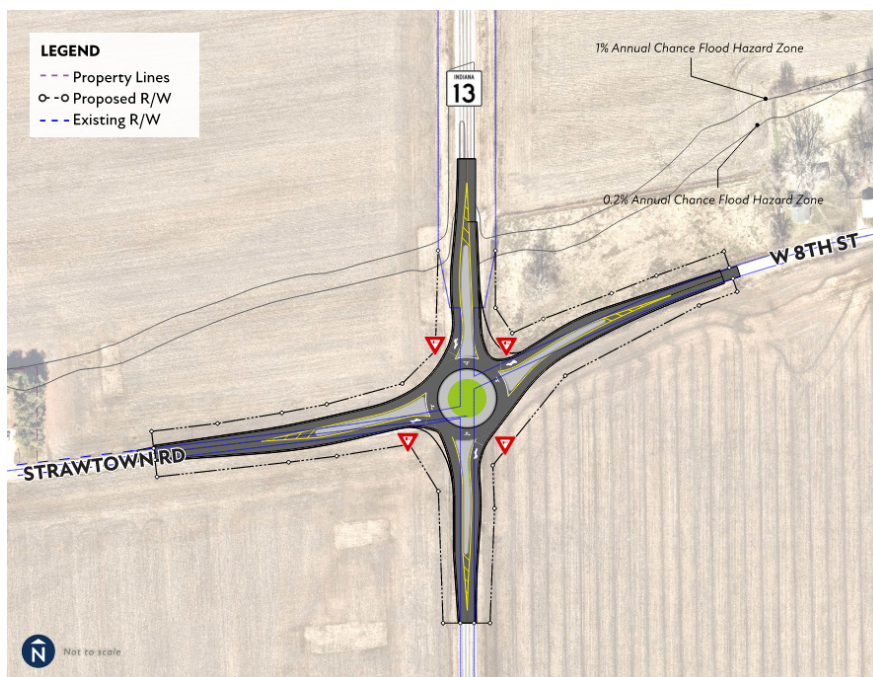 LEGEND
Property Lines
Proposed R/W
Existing R/W
INDIANA
13
1% Annual Chance Flood Hazard Zone
0.2% Annual Chance Flood Hazard Zone
W 8TH ST
STRAWTOWN RD
N
Not to scale